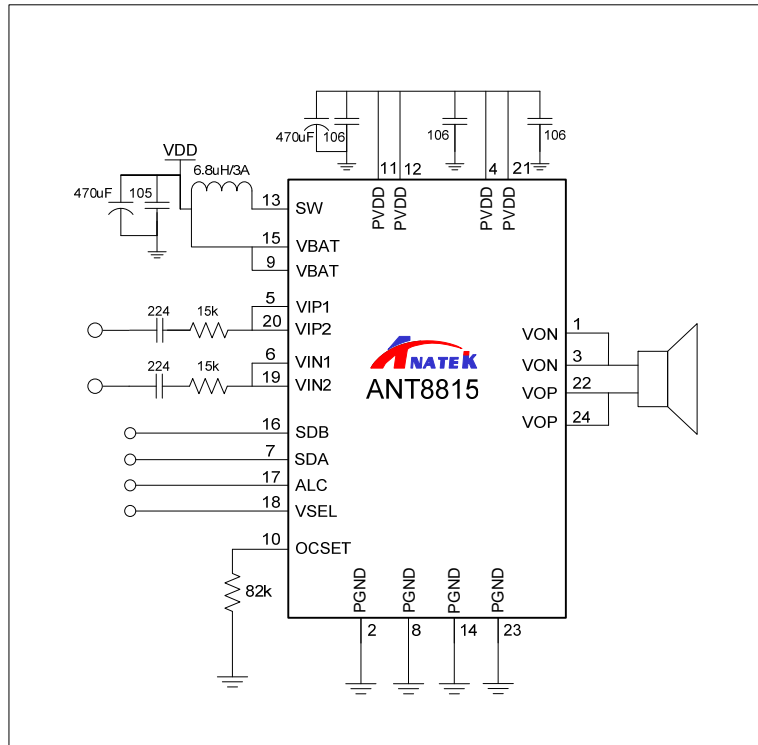 470uF
106
106
106
11
12
4
21
PVDD
PVDD
PVDD
PVDD
VDD
6.8uH/3A
470uF
105
13
SW
15
VBAT
9
VBAT
5
VIP1
224
15k
20
VIP2
6
VIN1
224
15k
19
VIN2
16
SDB
7
SDA
17
ALC
18
VSEL
10
OCSET
82k
ANATEK
ANT8815
VON
1
VON
3
VOP
22
VOP
24
PGND
PGND
PGND
PGND
2
8
14
23